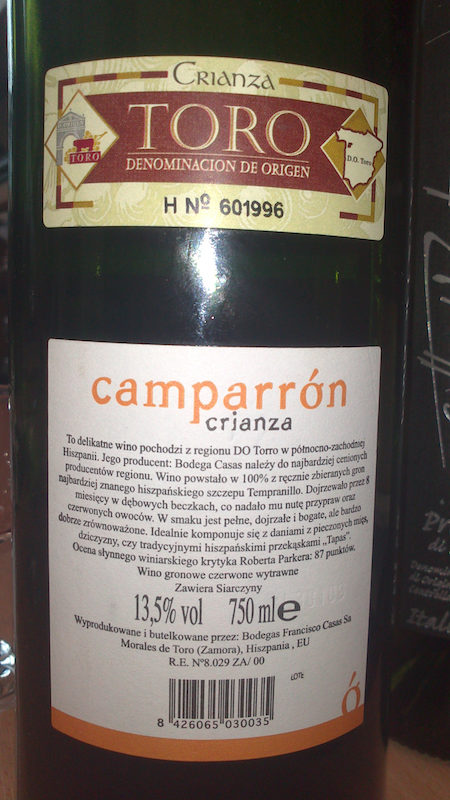 Crianza
TORO
DENOMINACION DE ORIGEN
TORO
D.O. Toro
H Nº 601996
camparrón
crianza
To delikatne wino pochodzi z regionu DO Torro w północno-zachodniej
Hiszpanii. Jego producent: Bodega Casas należy do najbardziej cenionych
producentów regionu. Wino powstało w 100% z ręcznie zbieranych gron
najbardziej znanego hiszpańskiego szczepu Tempranillo. Dojrzewało przez 8
miesięcy w dębowych beczkach, co nadało mu nutę przypraw oraz
czerwonych owoców. W smaku jest pełne, dojrzałe i bogate, ale bardzo
dobrze zrównoważone. Idealnie komponuje się z daniami z pieczonych mięs,
dziczyzny, czy tradycyjnymi hiszpańskimi przekąskami „Tapas".
Ocena słynnego winiarskiego krytyka Roberta Parkera: 87 punktów.
Wino gronowe czerwone wytrawne
Zawiera Siarczyny
13,5% vol 750 ml e
Wyprodukowane i butelkowane przez: Bodegas Francisco Casas Sa
Morales de Toro (Zamora), Hiszpania , EU
R.E. Nº8.029 ZA/ 00
LOTE
8 426065 030035
ó
Pr
di
Ital